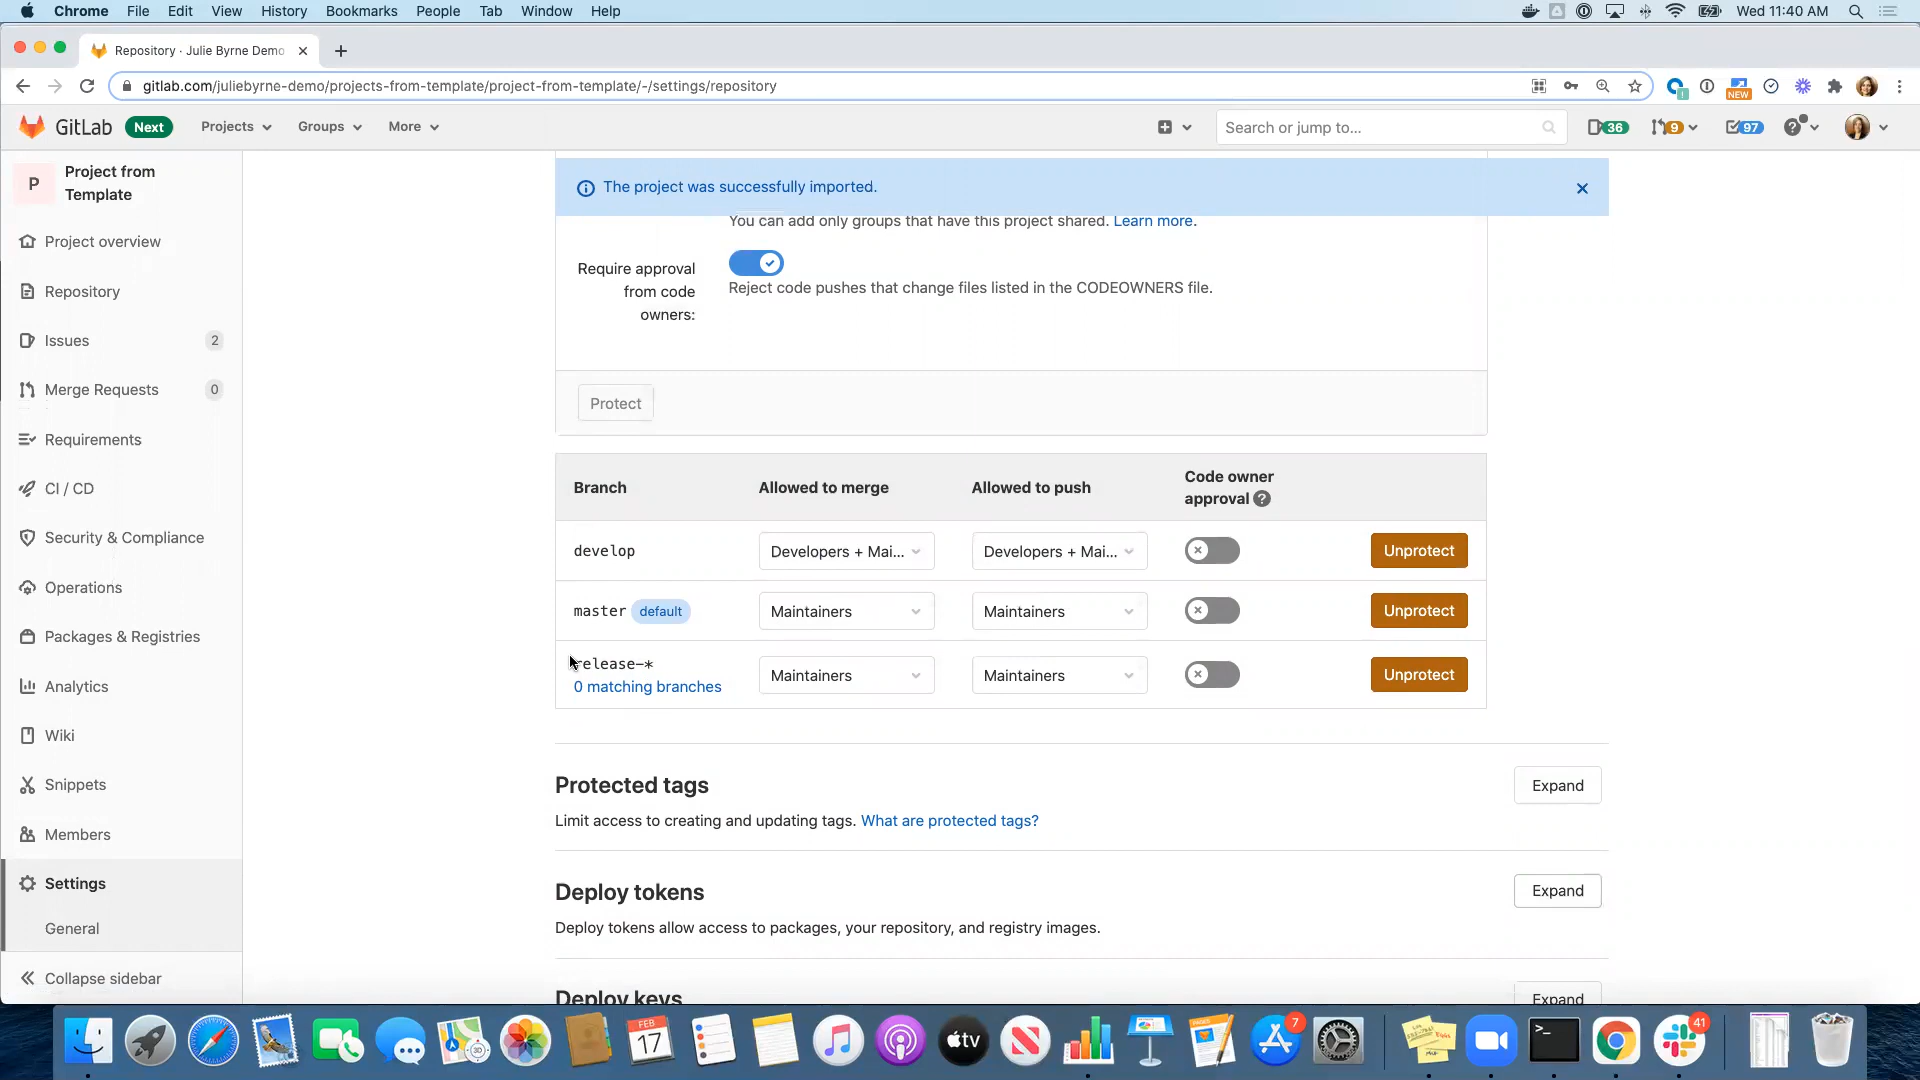 Chrome File Edit View History Bookmarks People Tab Window Help Wed 11:40 AM
Repository · Julie Byrne Demo
gitlab.com/juliebyrne-demo/projects-from-template/project-from-template/-/settings/repository
NEW
GitLab Next Projects Groups More Search or jump to... 36 9 97
P Project from
Template
Project overview
Repository
Issues 2
Merge Requests 0
Requirements
CI / CD
Security & Compliance
Operations
Packages & Registries
Analytics
Wiki
Snippets
Members
Settings
General
Collapse sidebar
The project was successfully imported.
You can add only groups that have this project shared. Learn more.
Require approval
from code
owners:
Reject code pushes that change files listed in the CODEOWNERS file.
Protect
Branch Allowed to merge Allowed to push Code owner
approval
develop Developers + Mai... Developers + Mai... Unprotect
master default Maintainers Maintainers Unprotect
release-* Maintainers Maintainers Unprotect
0 matching branches
Protected tags Expand
Limit access to creating and updating tags. What are protected tags?
Deploy tokens Expand
Deploy tokens allow access to packages, your repository, and registry images.
Deploy keys Expand
FEB
17
tv
7
41